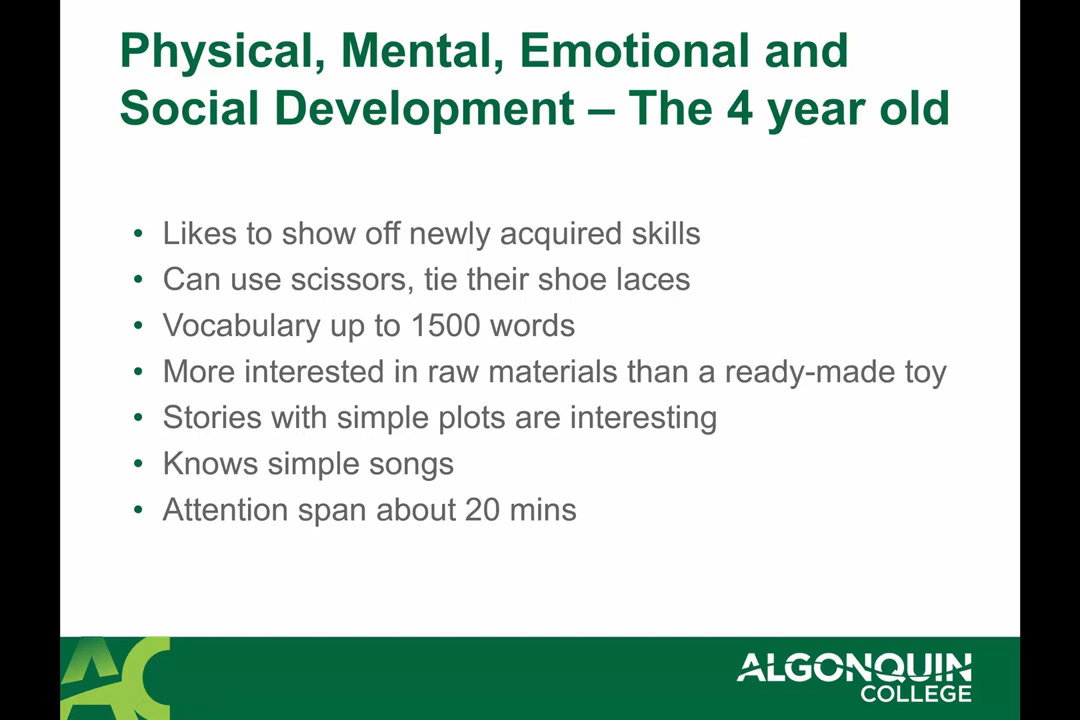 Physical, Mental, Emotional and
Social Development – The 4 year old
• Likes to show off newly acquired skills
• Can use scissors, tie their shoe laces
• Vocabulary up to 1500 words
• More interested in raw materials than a ready-made toy
• Stories with simple plots are interesting
• Knows simple songs
• Attention span about 20 mins
AC
ALGONQUIN
COLLEGE